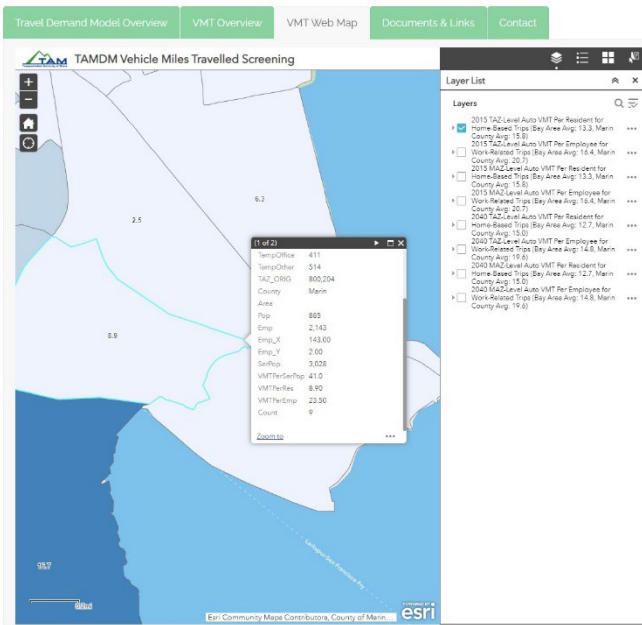 Travel Demand Model Overview
VMT Overview
VMT Web Map
Documents & Links
Contact
TAM
TAMDM Vehicle Miles Travelled Screening
+
−
6.3
2.5
8.9
(1 of 2)
TempOffice 411
TempOther 514
TAZ_ORIG 800,204
County Marin
Area
Pop 885
Emp 2,143
Emp_X 143.00
Emp_Y 2.00
SerPop 3,028
VMTPerSerPop 41.0
VMTPerRes 8.90
VMTPerEmp 23.50
Count 9
Zoom to
Larkspur-San Francisco Fry
Esri Community Maps Contributors, County of Marin...
POWERED BY
esri
Layer List
Layers
2015 TAZ-Level Auto VMT Per Resident for
Home-Based Trips (Bay Area Avg: 13.3, Marin
County Avg: 15.8)
2015 TAZ-Level Auto VMT Per Employee for
Work-Related Trips (Bay Area Avg: 16.4, Marin
County Avg: 20.7)
2015 MAZ-Level Auto VMT Per Resident for
Home-Based Trips (Bay Area Avg: 13.3, Marin
County Avg: 15.8)
2015 MAZ-Level Auto VMT Per Employee for
Work-Related Trips (Bay Area Avg: 16.4, Marin
County Avg: 20.7)
2040 TAZ-Level Auto VMT Per Resident for
Home-Based Trips (Bay Area Avg: 12.7, Marin
County Avg: 15.0)
2040 TAZ-Level Auto VMT Per Employee for
Work-Related Trips (Bay Area Avg: 14.8, Marin
County Avg: 19.6)
2040 MAZ-Level Auto VMT Per Resident for
Home-Based Trips (Bay Area Avg: 12.7, Marin
County Avg: 15.0)
2040 MAZ-Level Auto VMT Per Employee for
Work-Related Trips (Bay Area Avg: 14.8, Marin
County Avg: 19.6)